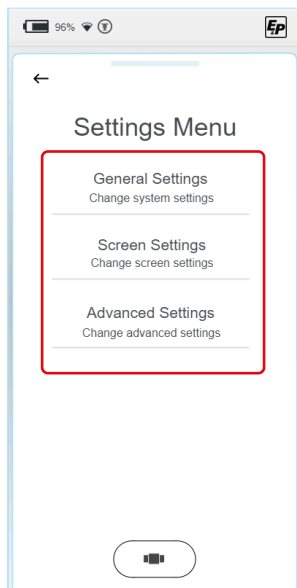 96%
EP
Settings Menu
General Settings
Change system settings
Screen Settings
Change screen settings
Advanced Settings
Change advanced settings